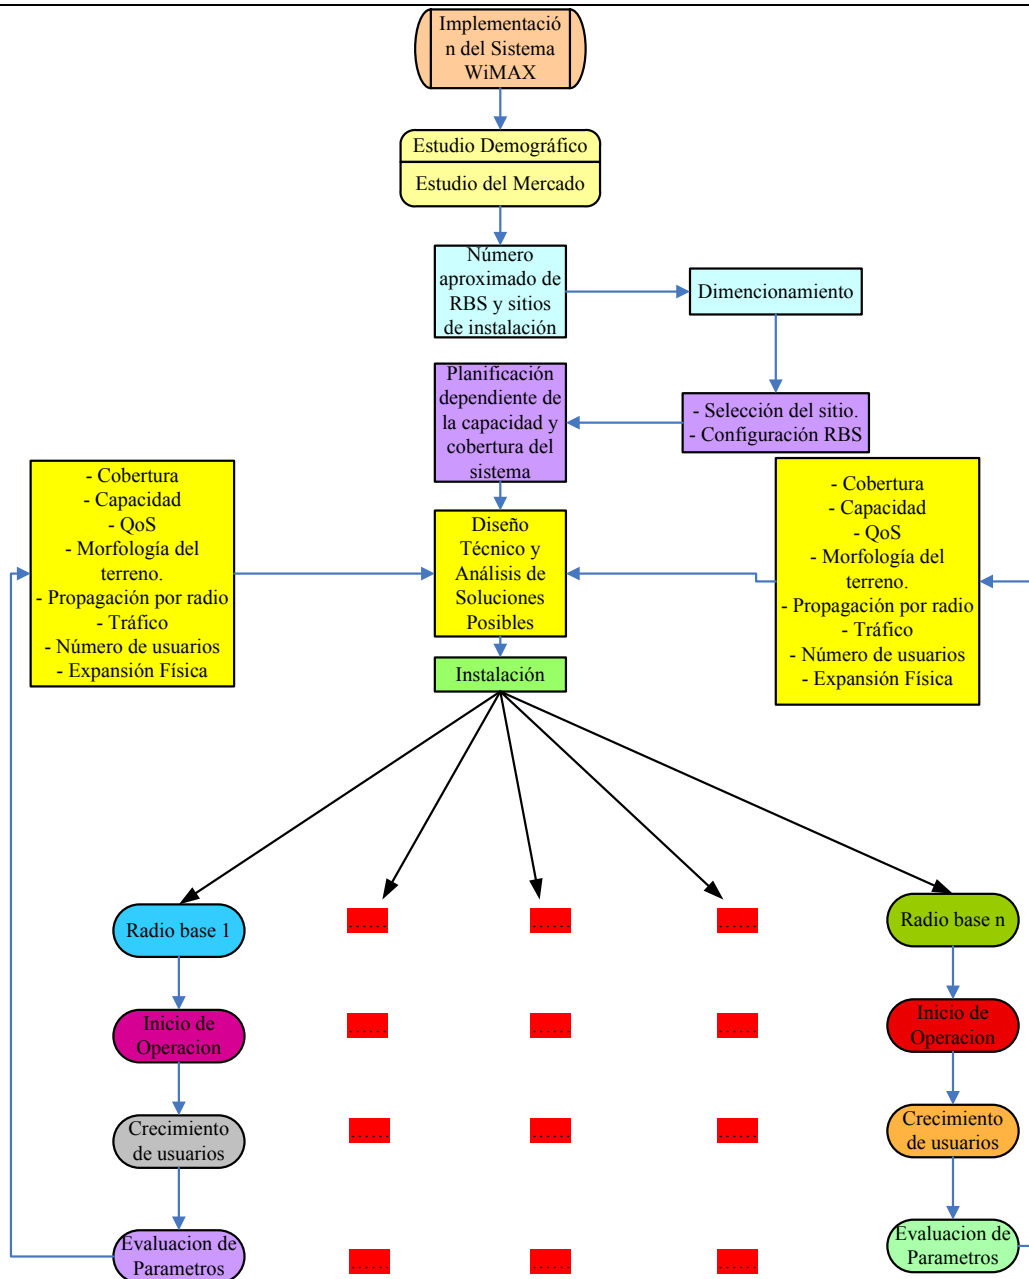 Implementació
n del Sistema
WiMAX
Estudio Demográfico
Estudio del Mercado
Número
aproximado de
RBS y sitios
de instalación
Dimencionamiento
Planificación
dependiente de
la capacidad y
cobertura del
sistema
- Selección del sitio.
- Configuración RBS
- Cobertura
- Capacidad
- QoS
- Morfología del
terreno.
- Propagación por radio
- Tráfico
- Número de usuarios
- Expansión Física
Diseño
Técnico y
Análisis de
Soluciones
Posibles
- Cobertura
- Capacidad
- QoS
- Morfología del
terreno.
- Propagación por radio
- Tráfico
- Número de usuarios
- Expansión Física
Instalación
Radio base 1
......
......
......
Radio base n
Inicio de
Operacion
......
......
......
Inicio de
Operacion
Crecimiento
de usuarios
......
......
......
Crecimiento
de usuarios
Evaluacion de
Parametros
......
......
......
Evaluacion de
Parametros